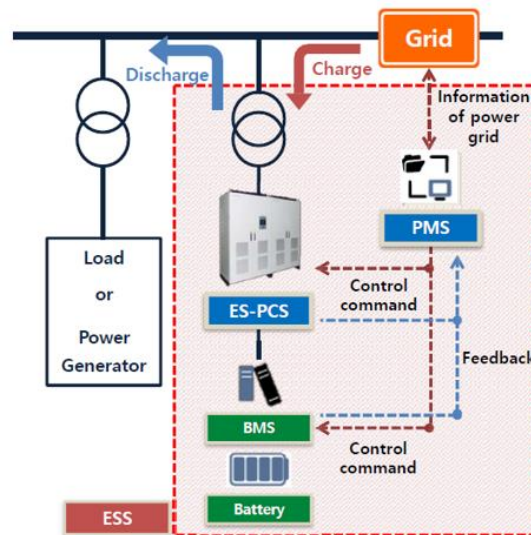 Grid
Discharge
Charge
Information
of power
grid
PMS
Load
or
Power
Generator
Control
command
ES-PCS
Feedback
BMS
Control
command
Battery
ESS